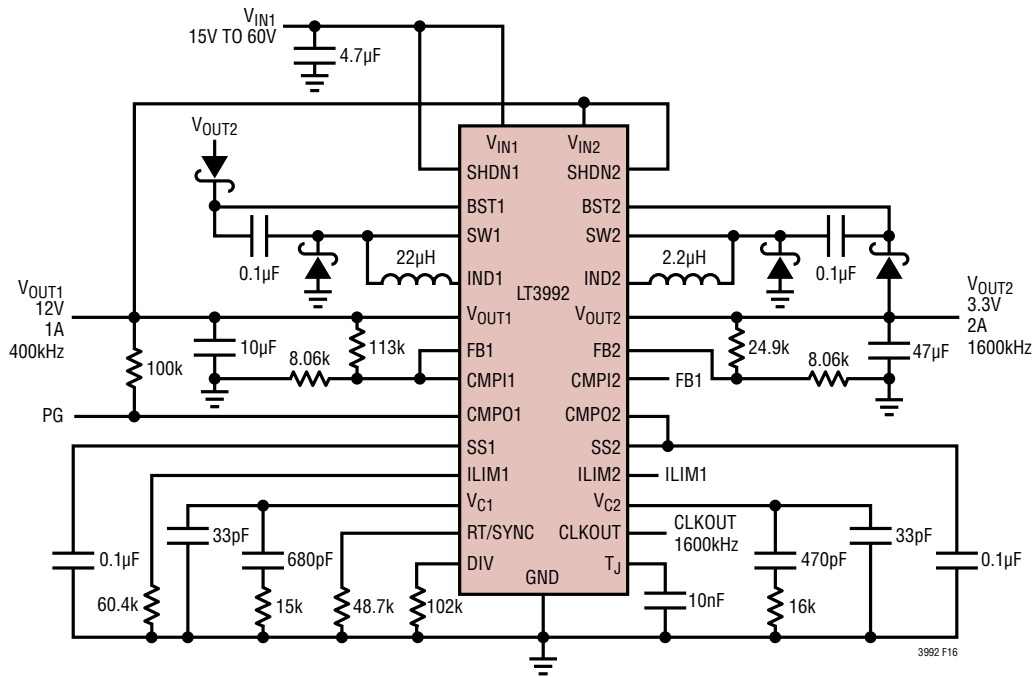 VIN1
15V TO 60V
4.7µF
VOUT2
VIN1
VIN2
SHDN1
SHDN2
BST1
BST2
SW1
SW2
0.1µF
22µH
2.2µH
0.1µF
IND1
IND2
LT3992
VOUT1
12V
1A
400kHz
VOUT1
VOUT2
VOUT2
3.3V
2A
1600kHz
100k
10µF
8.06k
113k
24.9k
8.06k
47µF
FB1
FB2
CMPI1
CMPI2
FB1
PG
CMPO1
CMPO2
SS1
SS2
ILIM1
ILIM2
ILIM1
VC1
VC2
RT/SYNC
CLKOUT
CLKOUT
1600kHz
DIV
TJ
GND
0.1µF
33pF
680pF
60.4k
15k
48.7k
102k
10nF
470pF
16k
33pF
0.1µF
3992 F16